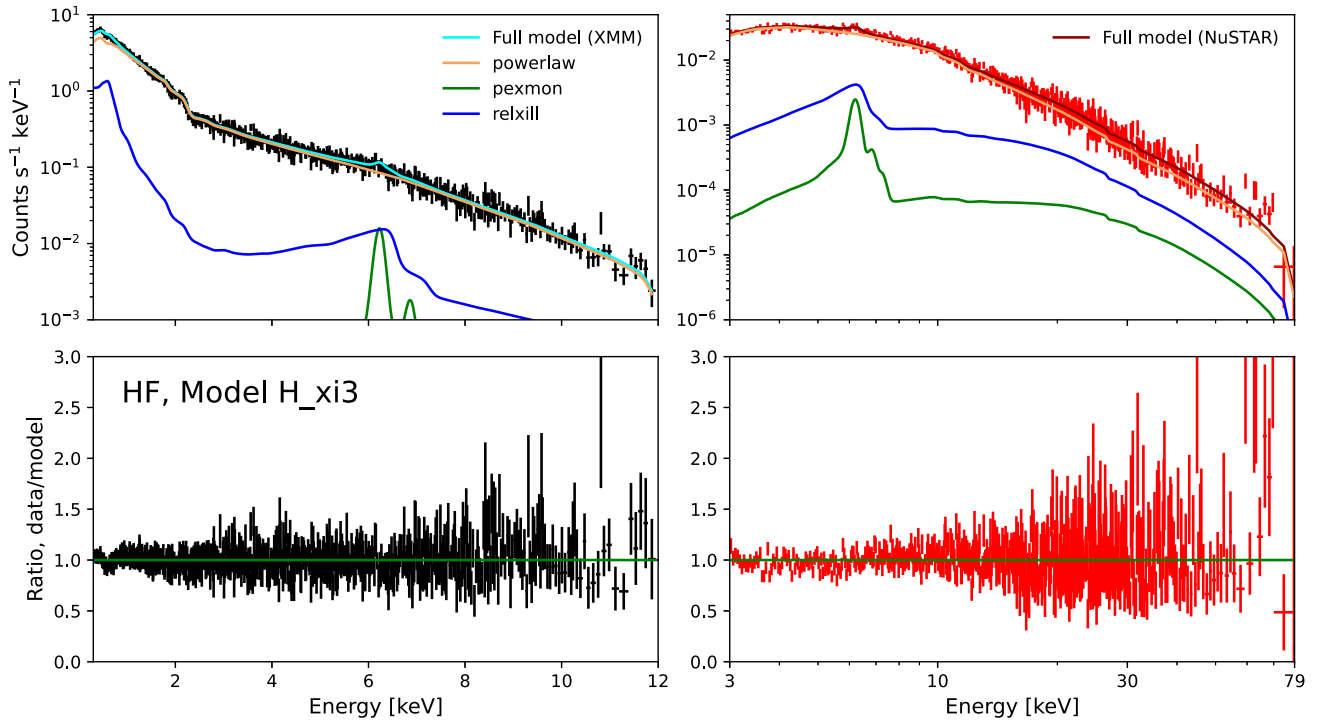 Counts s⁻¹ keV⁻¹
10¹
10⁰
10⁻¹
10⁻²
10⁻³
Full model (XMM)
powerlaw
pexmon
relxill
10⁻²
10⁻³
10⁻⁴
10⁻⁵
10⁻⁶
Full model (NuSTAR)
Ratio, data/model
3.0
2.5
2.0
1.5
1.0
0.5
0.0
HF, Model H_xi3
2 4 6 8 10 12
Energy [keV]
3.0
2.5
2.0
1.5
1.0
0.5
0.0
3 10 30 79
Energy [keV]